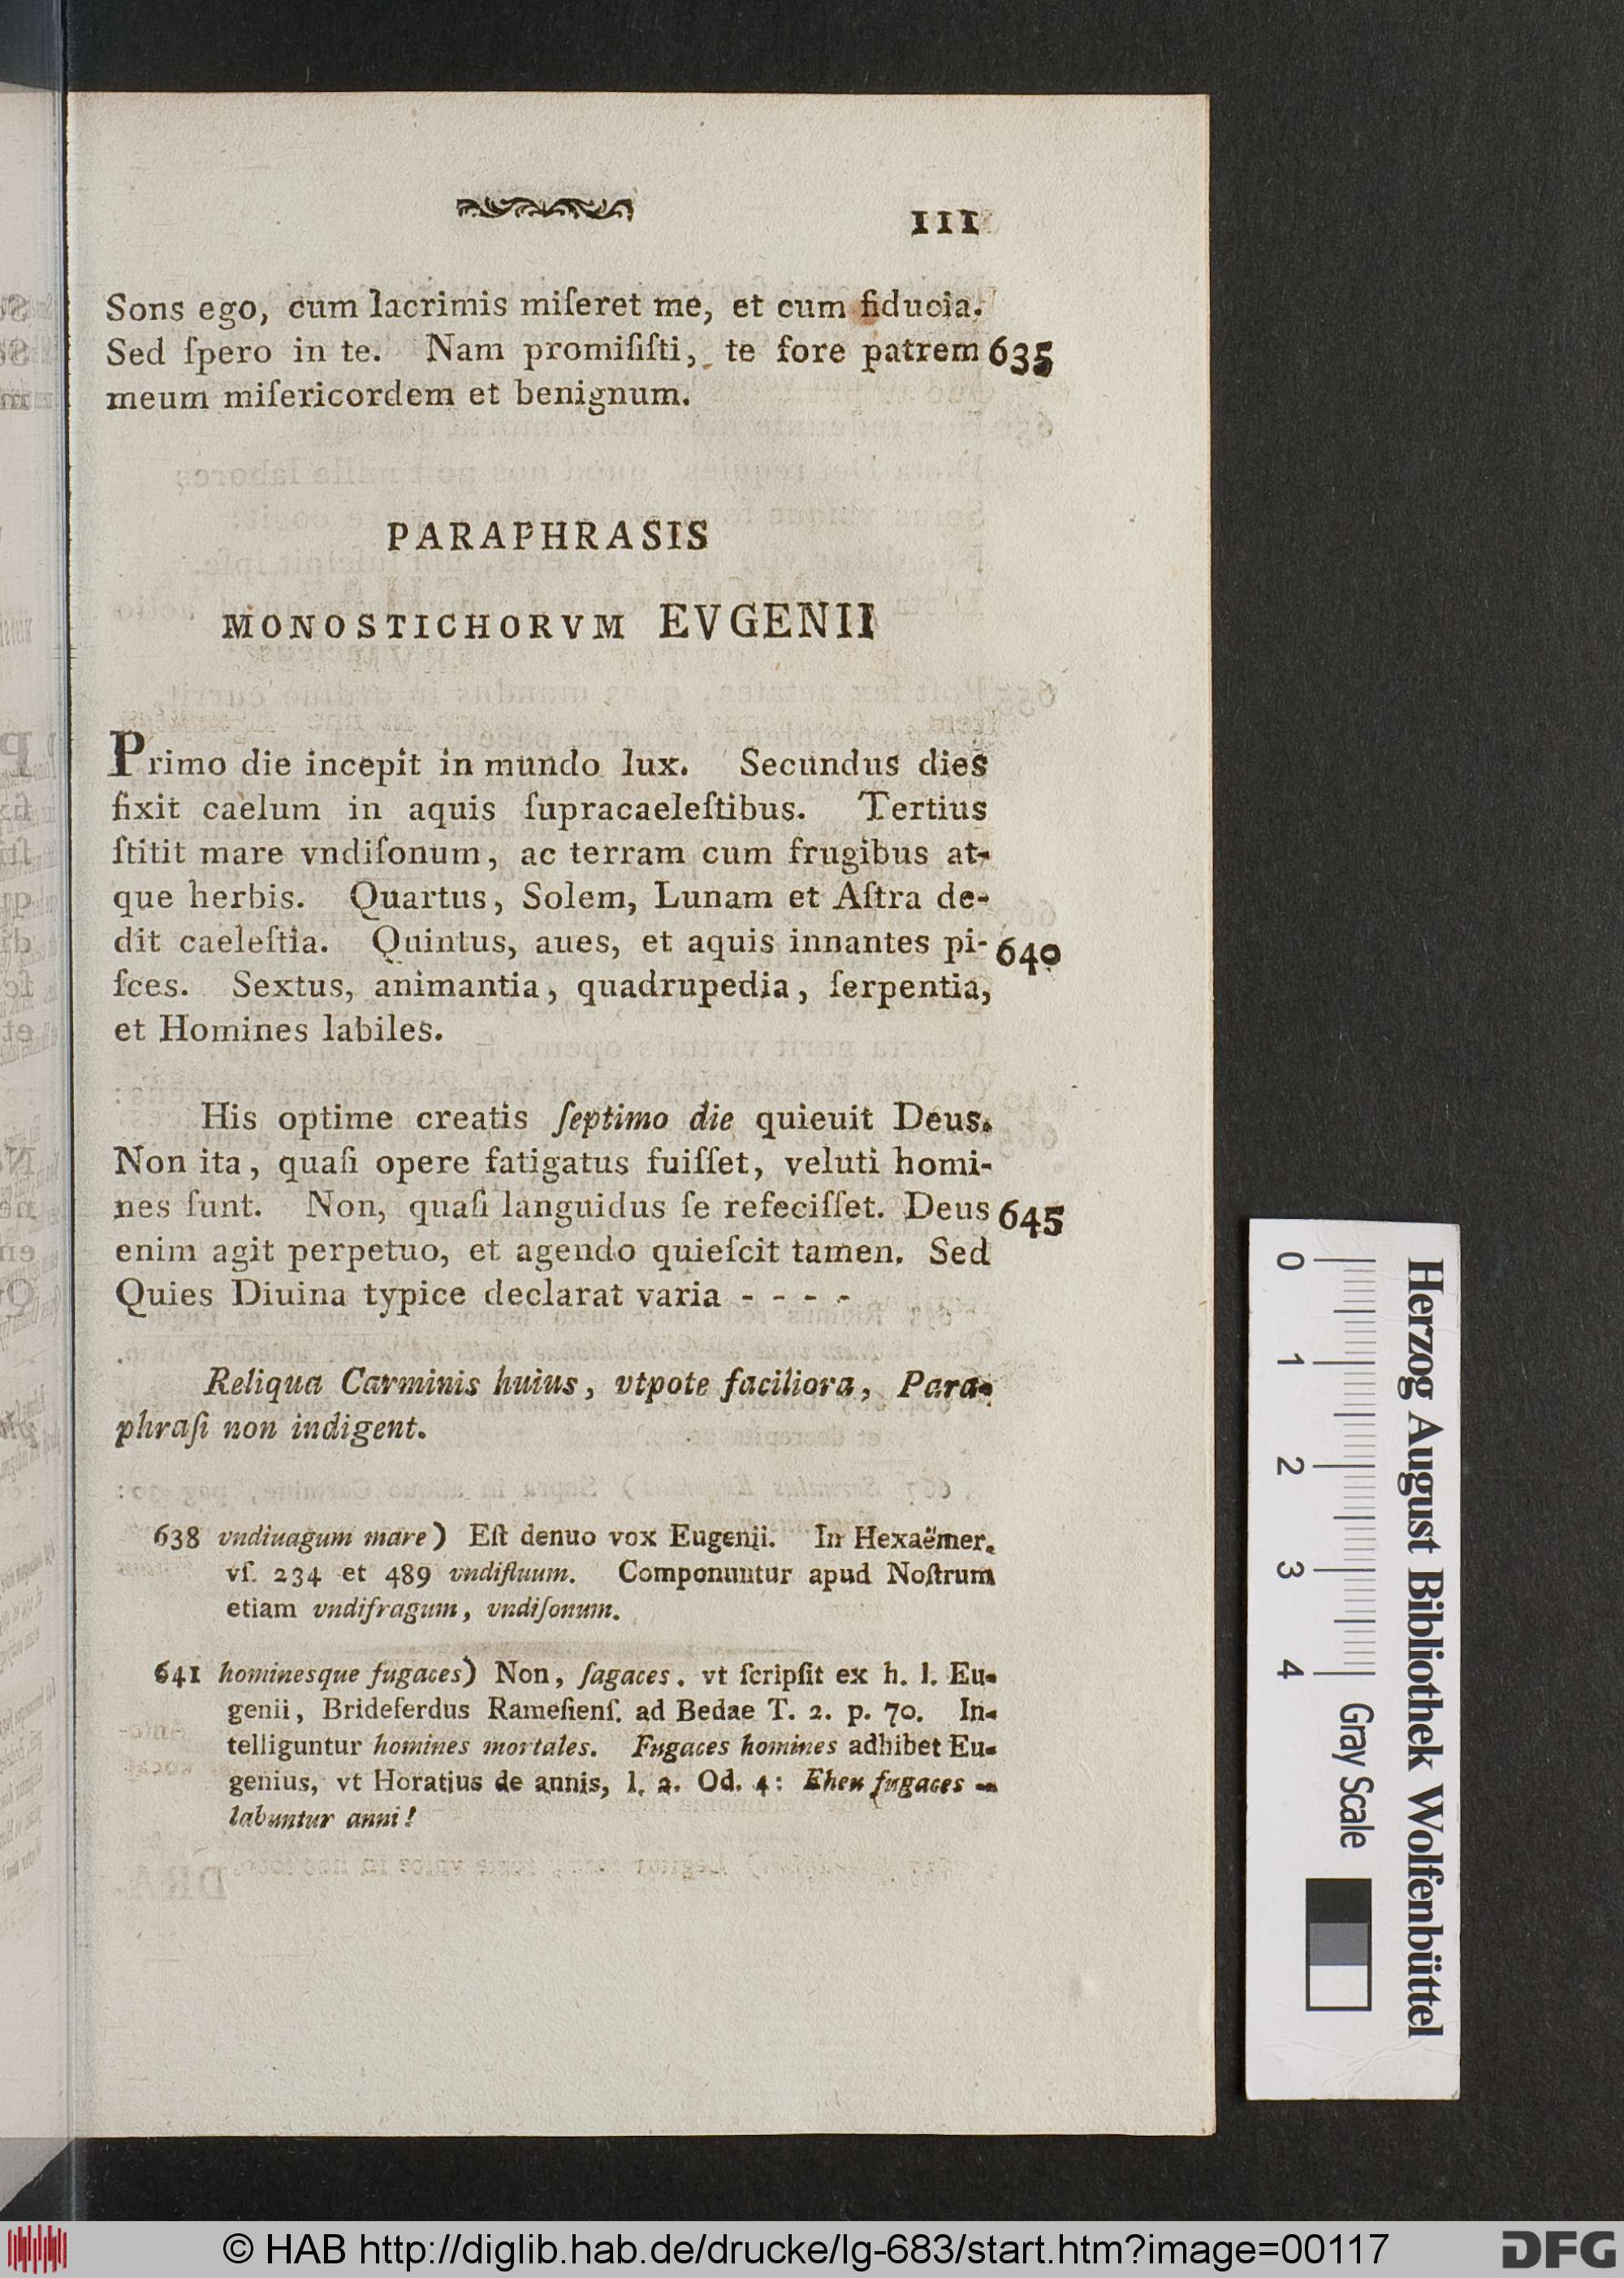 III
Sons ego, cum lacrimis miſeret me, et cum fiducia.
Sed ſpero in te. Nam promiſiſti, te fore patrem 635
meum miſericordem et benignum.
PARAPHRASIS
MONOSTICHORVM EVGENII
Primo die incepit in mundo lux. Secundus dies
fixit caelum in aquis ſupracaeleſtibus. Tertius
ſtitit mare vndiſonum, ac terram cum frugibus at-
que herbis. Quartus, Solem, Lunam et Aſtra de-
dit caeleſtia. Quintus, aues, et aquis innantes pi- 640
ſces. Sextus, animantia, quadrupedia, ſerpentia,
et Homines labiles.
His optime creatis ſeptimo die quieuit Deus.
Non ita, quaſi opere fatigatus fuiſſet, veluti homi-
nes ſunt. Non, quaſi languidus ſe refeciſſet. Deus 645
enim agit perpetuo, et agendo quieſcit tamen. Sed
Quies Diuina typice declarat varia - - - -
Reliqua Carminis huius, vtpote faciliora, Para-
phraſi non indigent.
638 vndiuagum mare) Eſt denuo vox Eugenii. In Hexaëmer.
vſ. 234 et 489 vndifluum. Componuntur apud Noſtrum
etiam vndifragum, vndiſonum.
641 hominesque fugaces) Non, ſagaces. vt ſcripſit ex h. l. Eu-
genii, Brideferdus Rameſienſ. ad Bedae T. 2. p. 70. In-
telliguntur homines mortales. Fugaces homines adhibet Eu-
genius, vt Horatius de annis, l. 2. Od. 4: Eheu fugaces -
labuntur anni!
0 1 2 3 4
Gray Scale
Herzog August Bibliothek Wolfenbüttel
© HAB http://diglib.hab.de/drucke/lg-683/start.htm?image=00117
DFG